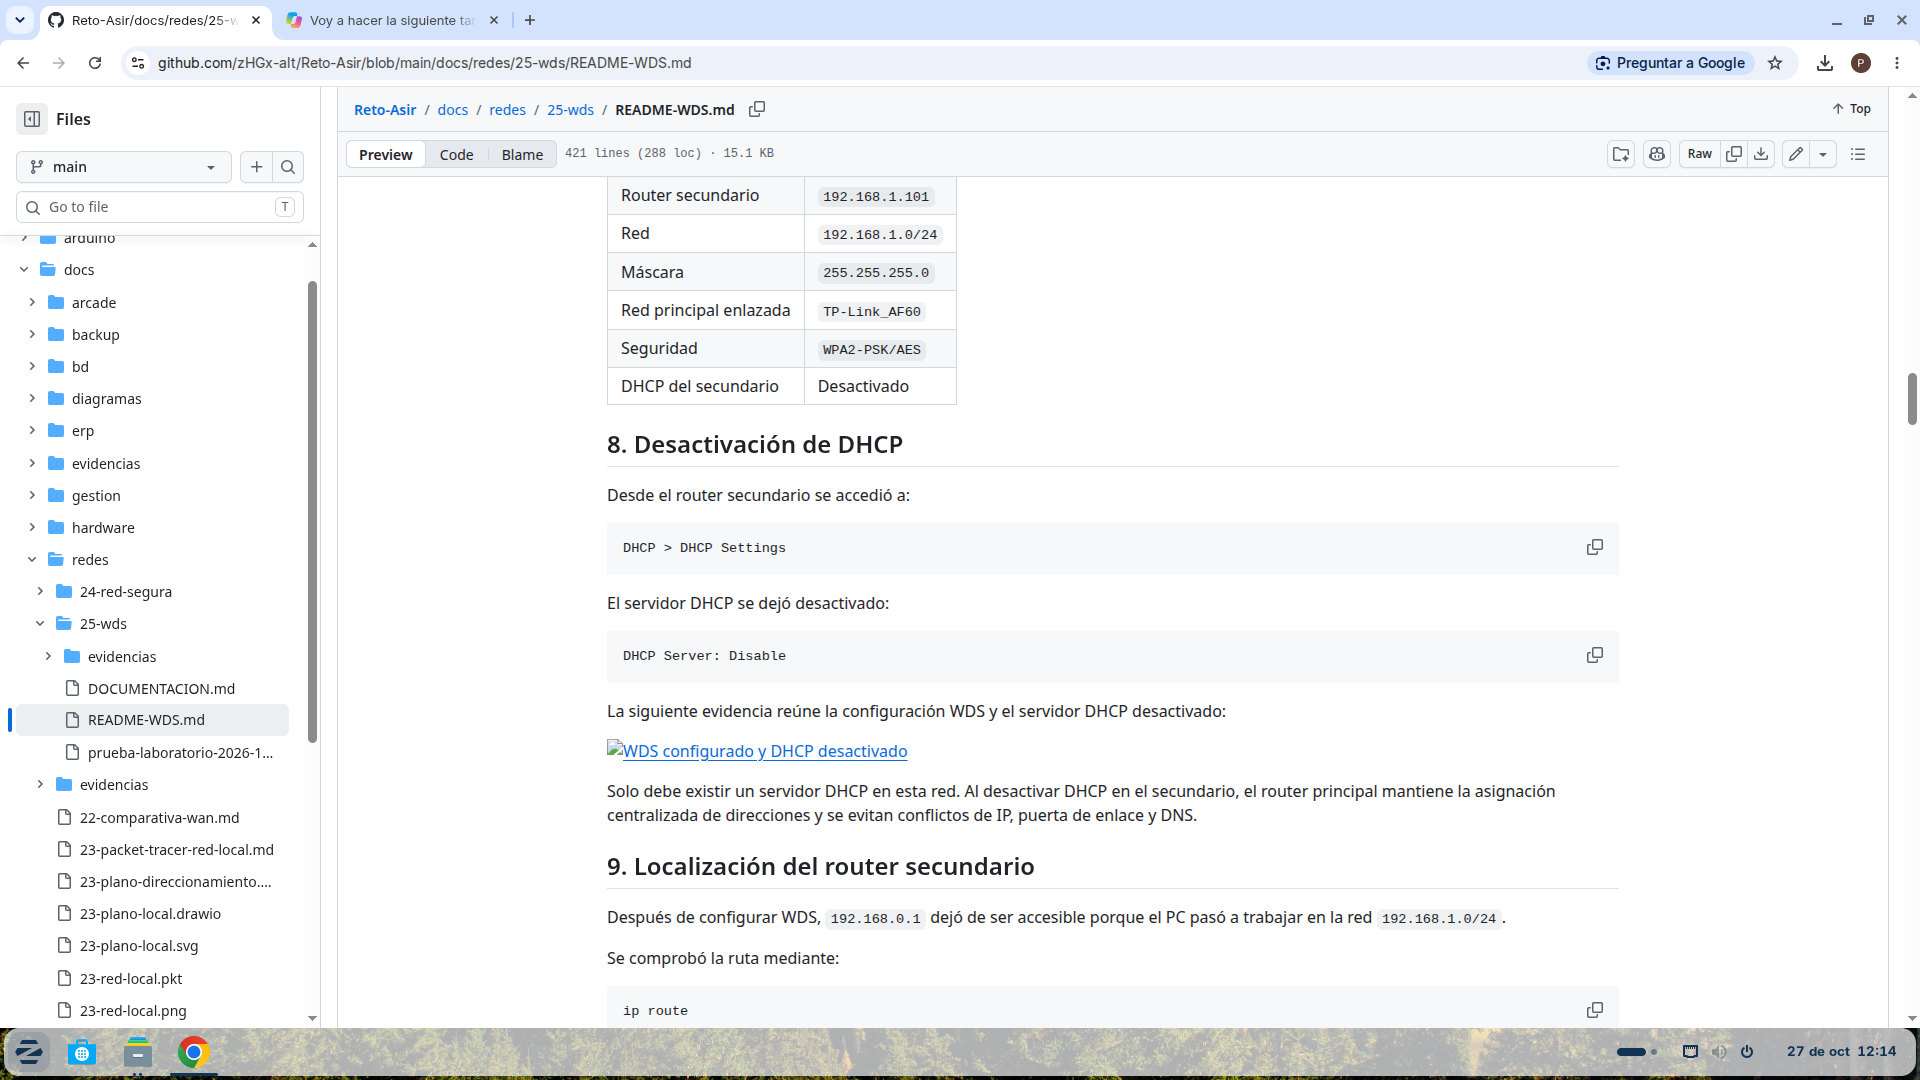 Reto-Asir/docs/redes/25-w
Voy a hacer la siguiente ta
github.com/zHGx-alt/Reto-Asir/blob/main/docs/redes/25-wds/README-WDS.md
Preguntar a Google
P
Files
main
Go to file
T
arduino
docs
arcade
backup
bd
diagramas
erp
evidencias
gestion
hardware
redes
24-red-segura
25-wds
evidencias
DOCUMENTACION.md
README-WDS.md
prueba-laboratorio-2026-1...
evidencias
22-comparativa-wan.md
23-packet-tracer-red-local.md
23-plano-direccionamiento....
23-plano-local.drawio
23-plano-local.svg
23-red-local.pkt
23-red-local.png
Reto-Asir / docs / redes / 25-wds / README-WDS.md
Top
Preview Code Blame 421 lines (288 loc) · 15.1 KB
Raw
Router secundario 192.168.1.101
Red 192.168.1.0/24
Máscara 255.255.255.0
Red principal enlazada TP-Link_AF60
Seguridad WPA2-PSK/AES
DHCP del secundario Desactivado
8. Desactivación de DHCP
Desde el router secundario se accedió a:
DHCP > DHCP Settings
El servidor DHCP se dejó desactivado:
DHCP Server: Disable
La siguiente evidencia reúne la configuración WDS y el servidor DHCP desactivado:
WDS configurado y DHCP desactivado
Solo debe existir un servidor DHCP en esta red. Al desactivar DHCP en el secundario, el router principal mantiene la asignación
centralizada de direcciones y se evitan conflictos de IP, puerta de enlace y DNS.
9. Localización del router secundario
Después de configurar WDS, 192.168.0.1 dejó de ser accesible porque el PC pasó a trabajar en la red 192.168.1.0/24.
Se comprobó la ruta mediante:
ip route
27 de oct 12:14